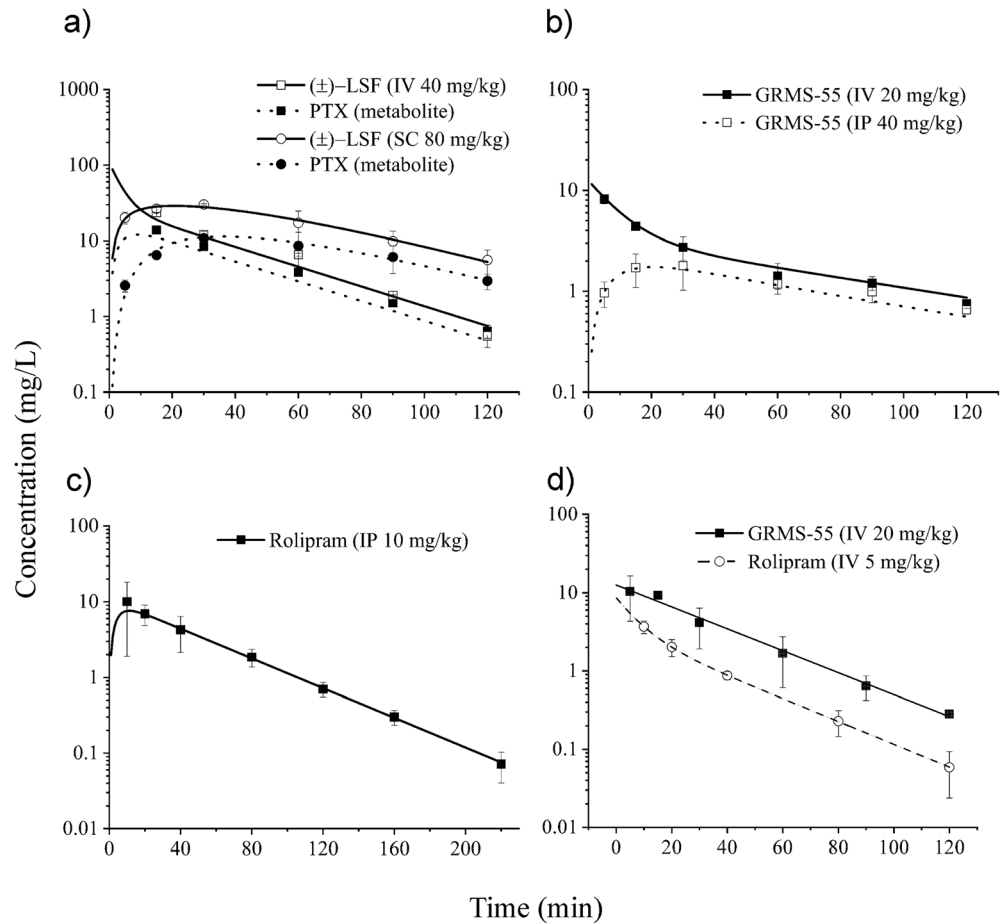 a)
(±)–LSF (IV 40 mg/kg)
PTX (metabolite)
(±)–LSF (SC 80 mg/kg)
PTX (metabolite)
1000
100
10
1
0.1
0 20 40 60 80 100 120
b)
GRMS-55 (IV 20 mg/kg)
GRMS-55 (IP 40 mg/kg)
100
10
1
0.1
0 20 40 60 80 100 120
c)
Rolipram (IP 10 mg/kg)
100
10
1
0.1
0.01
0 40 80 120 160 200
d)
GRMS-55 (IV 20 mg/kg)
Rolipram (IV 5 mg/kg)
100
10
1
0.1
0.01
0 20 40 60 80 100 120
Concentration (mg/L)
Time (min)